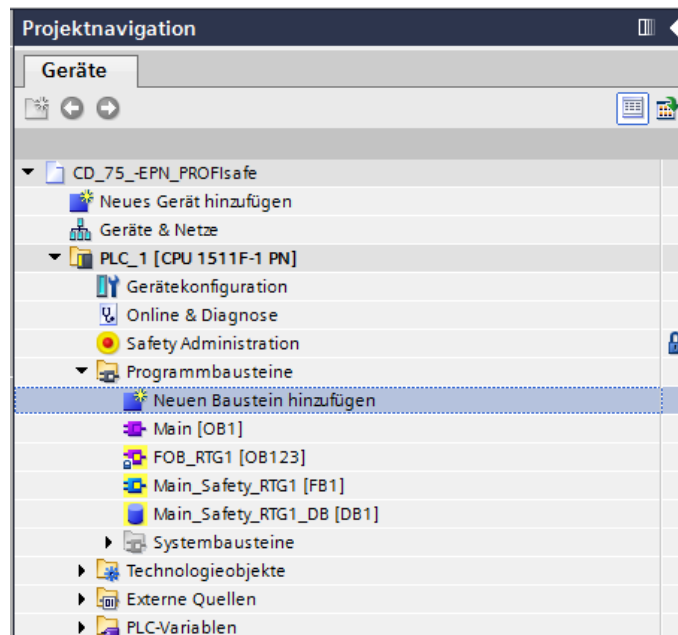 Projektnavigation
Geräte
CD_75_-EPN_PROFIsafe
Neues Gerät hinzufügen
Geräte & Netze
PLC_1 [CPU 1511F-1 PN]
Gerätekonfiguration
Online & Diagnose
Safety Administration
Programmbausteine
Neuen Baustein hinzufügen
Main [OB1]
FOB_RTG1 [OB123]
Main_Safety_RTG1 [FB1]
Main_Safety_RTG1_DB [DB1]
Systembausteine
Technologieobjekte
Externe Quellen
PLC-Variablen